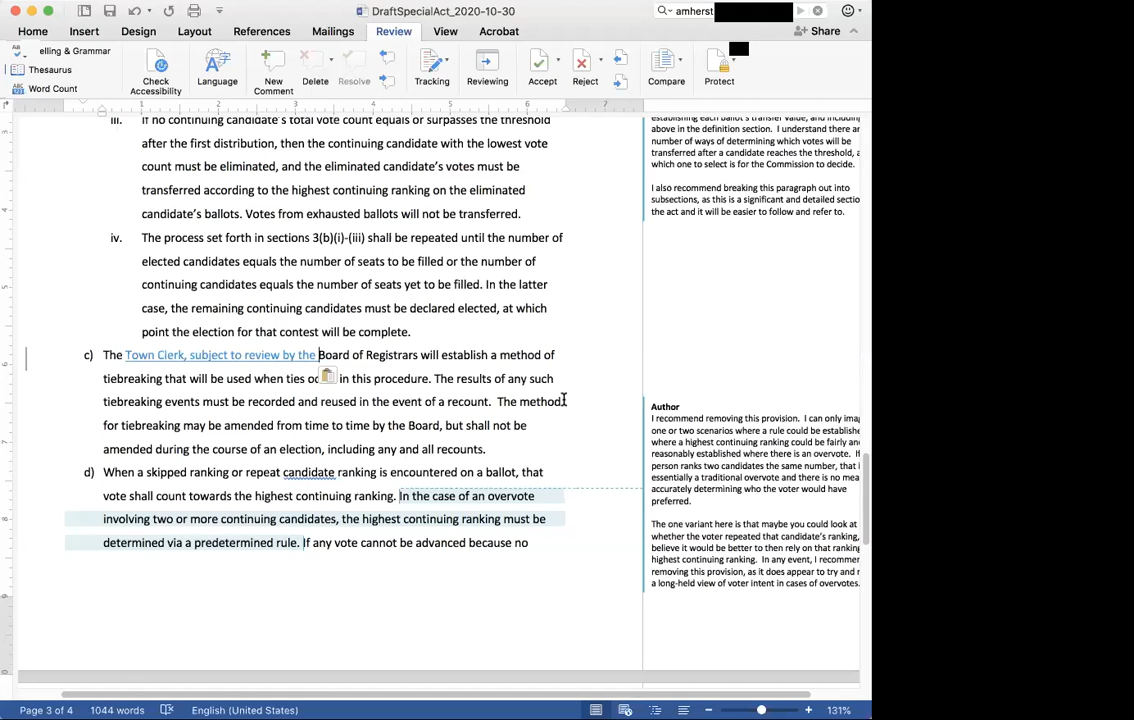 DraftSpecialAct_2020-10-30
amherst
Home Insert Design Layout References Mailings Review View Acrobat
Share
elling & Grammar
Thesaurus
Word Count
Check Accessibility
Language
New Comment
Delete
Resolve
Tracking
Reviewing
Accept
Reject
Compare
Protect
1 2 3 4 5 6 7
iii. If no continuing candidate's total vote count equals or surpasses the threshold
after the first distribution, then the continuing candidate with the lowest vote
count must be eliminated, and the eliminated candidate's votes must be
transferred according to the highest continuing ranking on the eliminated
candidate's ballots. Votes from exhausted ballots will not be transferred.
iv. The process set forth in sections 3(b)(i)-(iii) shall be repeated until the number of
elected candidates equals the number of seats to be filled or the number of
continuing candidates equals the number of seats yet to be filled. In the latter
case, the remaining continuing candidates must be declared elected, at which
point the election for that contest will be complete.
c) The Town Clerk, subject to review by the Board of Registrars will establish a method of
tiebreaking that will be used when ties oc in this procedure. The results of any such
tiebreaking events must be recorded and reused in the event of a recount. The method
for tiebreaking may be amended from time to time by the Board, but shall not be
amended during the course of an election, including any and all recounts.
d) When a skipped ranking or repeat candidate ranking is encountered on a ballot, that
vote shall count towards the highest continuing ranking. In the case of an overvote
involving two or more continuing candidates, the highest continuing ranking must be
determined via a predetermined rule. If any vote cannot be advanced because no
establishing each ballot's transfer value, and including
above in the definition section. I understand there ar
number of ways of determining which votes will be
transferred after a candidate reaches the threshold, a
which one to select is for the Commission to decide.
I also recommend breaking this paragraph out into
subsections, as this is a significant and detailed sectio
the act and it will be easier to follow and refer to.
Author
I recommend removing this provision. I can only imag
one or two scenarios where a rule could be establishe
where a highest continuing ranking could be fairly an
reasonably established where there is an overvote. If
person ranks two candidates the same number, that i
essentially a traditional overvote and there is no mea
accurately determining who the voter would have
preferred.
The one variant here is that maybe you could look at
whether the voter repeated that candidate's ranking,
believe it would be better to then rely on that ranking
highest continuing ranking. In any event, I recommen
removing this provision, as it does appear to try and r
a long-held view of voter intent in cases of overvotes.
Page 3 of 4 1044 words English (United States) 131%